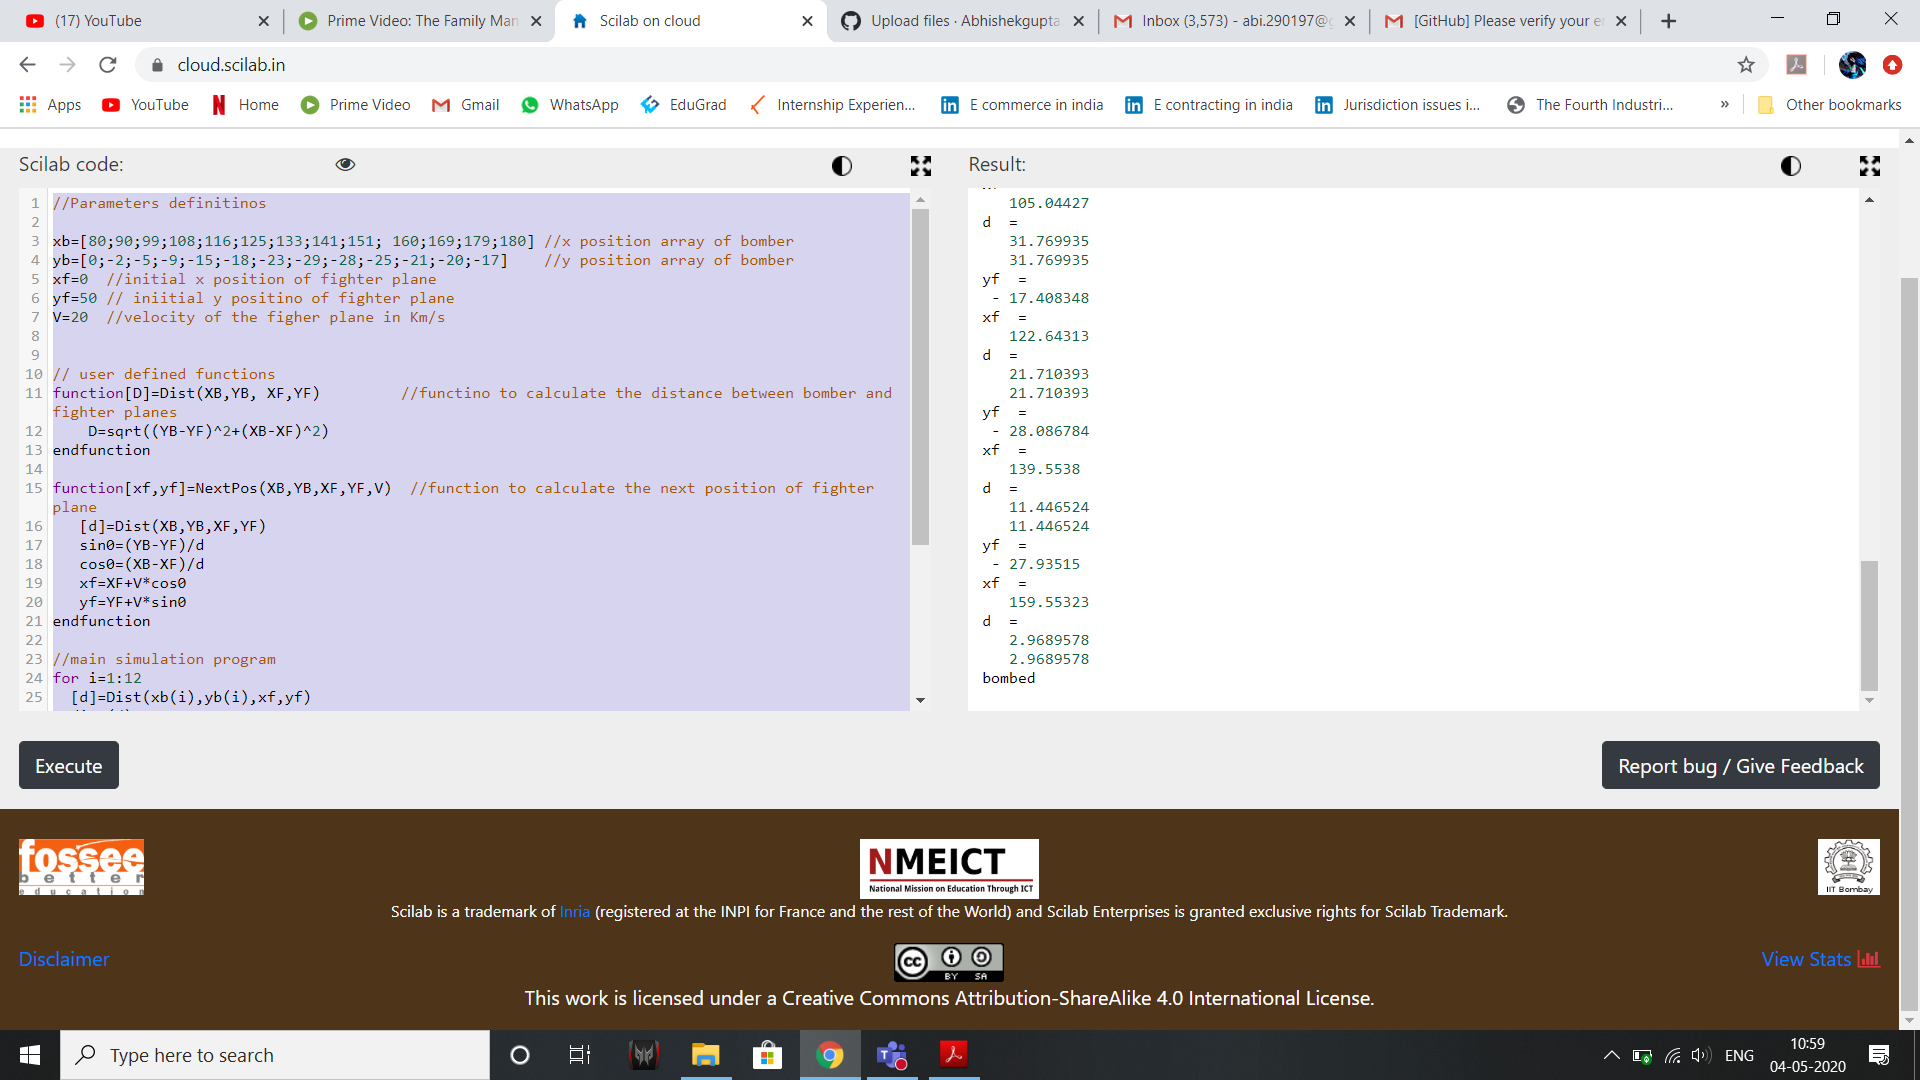 (17) YouTube
Prime Video: The Family Man
Scilab on cloud
Upload files · Abhishekgupta
Inbox (3,573) - abi.290197@g
[GitHub] Please verify your e
cloud.scilab.in
Apps
YouTube
Home
Prime Video
Gmail
WhatsApp
EduGrad
Internship Experien...
E commerce in india
E contracting in india
Jurisdiction issues i...
The Fourth Industri...
»
Other bookmarks
Scilab code:
1 //Parameters definitinos
2
3 xb=[80;90;99;108;116;125;133;141;151; 160;169;179;180] //x position array of bomber
4 yb=[0;-2;-5;-9;-15;-18;-23;-29;-28;-25;-21;-20;-17]    //y position array of bomber
5 xf=0  //initial x position of fighter plane
6 yf=50 // iniitial y positino of fighter plane
7 V=20  //velocity of the figher plane in Km/s
8
9
10 // user defined functions
11 function[D]=Dist(XB,YB, XF,YF)         //functino to calculate the distance between bomber and
fighter planes
12     D=sqrt((YB-YF)^2+(XB-XF)^2)
13 endfunction
14
15 function[xf,yf]=NextPos(XB,YB,XF,YF,V)  //function to calculate the next position of fighter
plane
16    [d]=Dist(XB,YB,XF,YF)
17    sin0=(YB-YF)/d
18    cos0=(XB-XF)/d
19    xf=XF+V*cos0
20    yf=YF+V*sin0
21 endfunction
22
23 //main simulation program
24 for i=1:12
25   [d]=Dist(xb(i),yb(i),xf,yf)
Result:
105.04427
d  =
31.769935
31.769935
yf  =
- 17.408348
xf  =
122.64313
d  =
21.710393
21.710393
yf  =
- 28.086784
xf  =
139.5538
d  =
11.446524
11.446524
yf  =
- 27.93515
xf  =
159.55323
d  =
2.9689578
2.9689578
bombed
Execute
Report bug / Give Feedback
fossee
better
education
NMEICT
National Mission on Education Through ICT
IIT Bombay
Scilab is a trademark of Inria (registered at the INPI for France and the rest of the World) and Scilab Enterprises is granted exclusive rights for Scilab Trademark.
Disclaimer
cc
BY SA
View Stats
This work is licensed under a Creative Commons Attribution-ShareAlike 4.0 International License.
Type here to search
ENG
10:59
04-05-2020